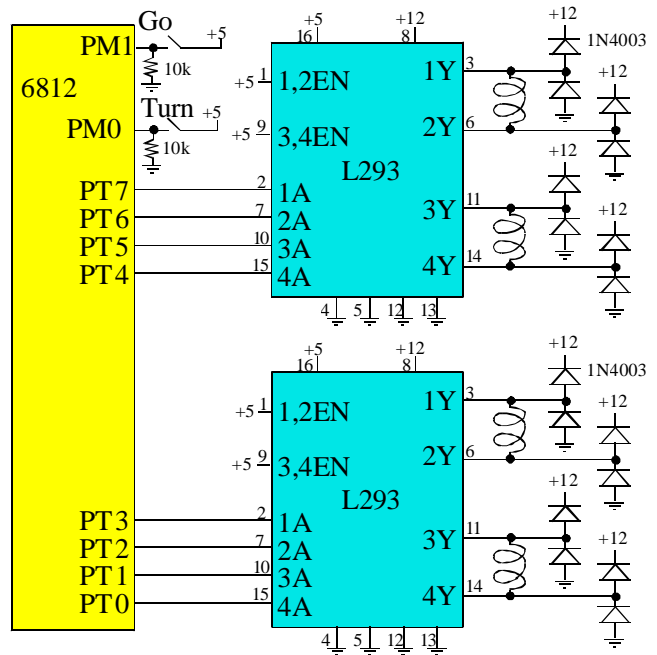 Go
+5
PM1
10k
6812
Turn
+5
PM0
10k
PT7
PT6
PT5
PT4
+5
16
+12
8
+5 1 1,2EN
+5 9 3,4EN
L293
2 1A
7 2A
10 3A
15 4A
1Y 3
2Y 6
3Y 11
4Y 14
4 5 12 13
+12
1N4003
+12
+12
+12
+5
16
+12
8
+5 1 1,2EN
+5 9 3,4EN
L293
PT3
PT2
PT1
PT0
2 1A
7 2A
10 3A
15 4A
1Y 3
2Y 6
3Y 11
4Y 14
4 5 12 13
+12
1N4003
+12
+12
+12